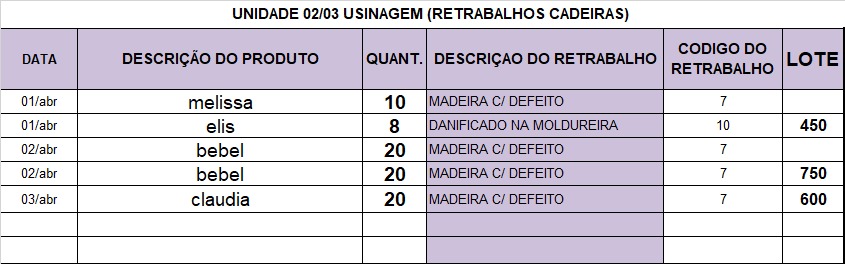 UNIDADE 02/03 USINAGEM (RETRABALHOS CADEIRAS)
DATA DESCRIÇÃO DO PRODUTO QUANT. DESCRIÇAO DO RETRABALHO CODIGO DO RETRABALHO LOTE
01/abr melissa 10 MADEIRA C/ DEFEITO 7
01/abr elis 8 DANIFICADO NA MOLDUREIRA 10 450
02/abr bebel 20 MADEIRA C/ DEFEITO 7
02/abr bebel 20 MADEIRA C/ DEFEITO 7 750
03/abr claudia 20 MADEIRA C/ DEFEITO 7 600